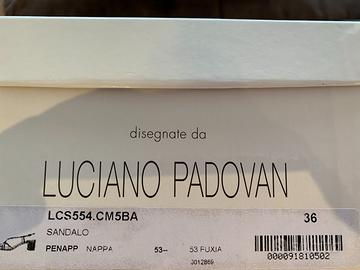 disegnate da
LUCIANO PADOVAN
LCS554.CM5BA 36
SANDALO
PENAPP NAPPA 53-- 53 FUXIA
J012869
000091810502